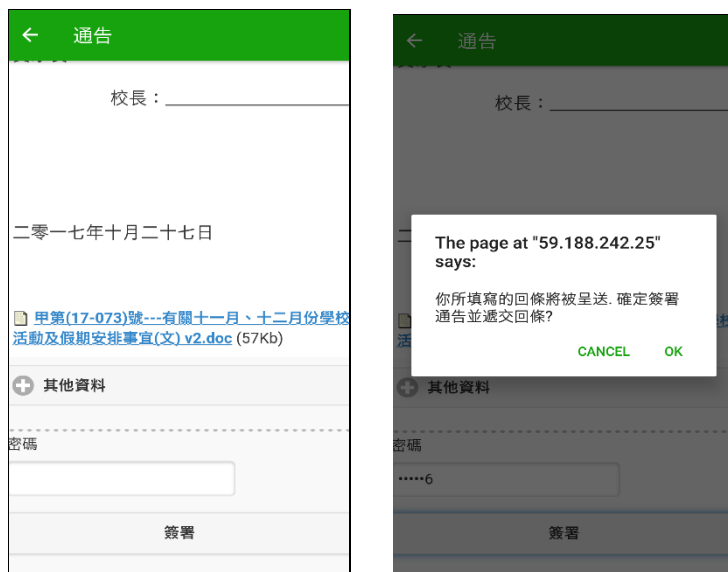 通告
校長：
二零一七年十月二十七日
甲第(17-073)號---有關十一月、十二月份學校
活動及假期安排事宜(文) v2.doc (57Kb)
其他資料
密碼
簽署
通告
校長：
二
The page at "59.188.242.25"
says:
你所填寫的回條將被呈送. 確定簽署
通告並遞交回條?
CANCEL OK
活
其他資料
密碼
•••••6
簽署